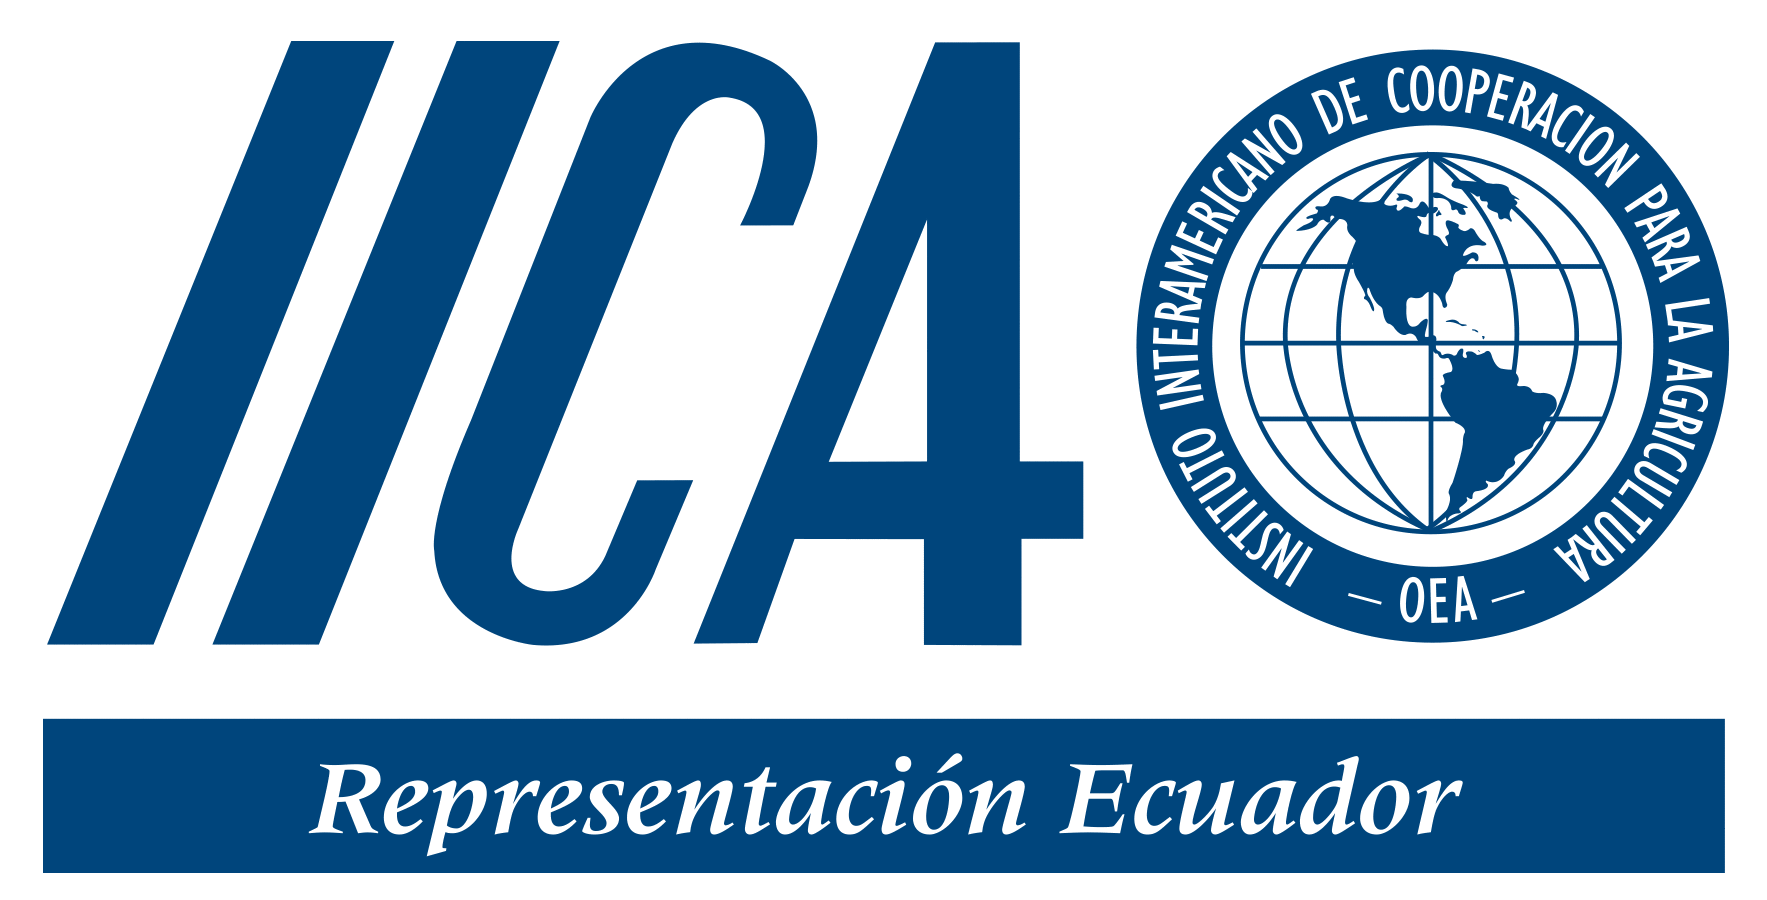 IICA
INSTITUTO INTERAMERICANO DE COOPERACION PARA LA AGRICULTURA
— OEA —
Representación Ecuador